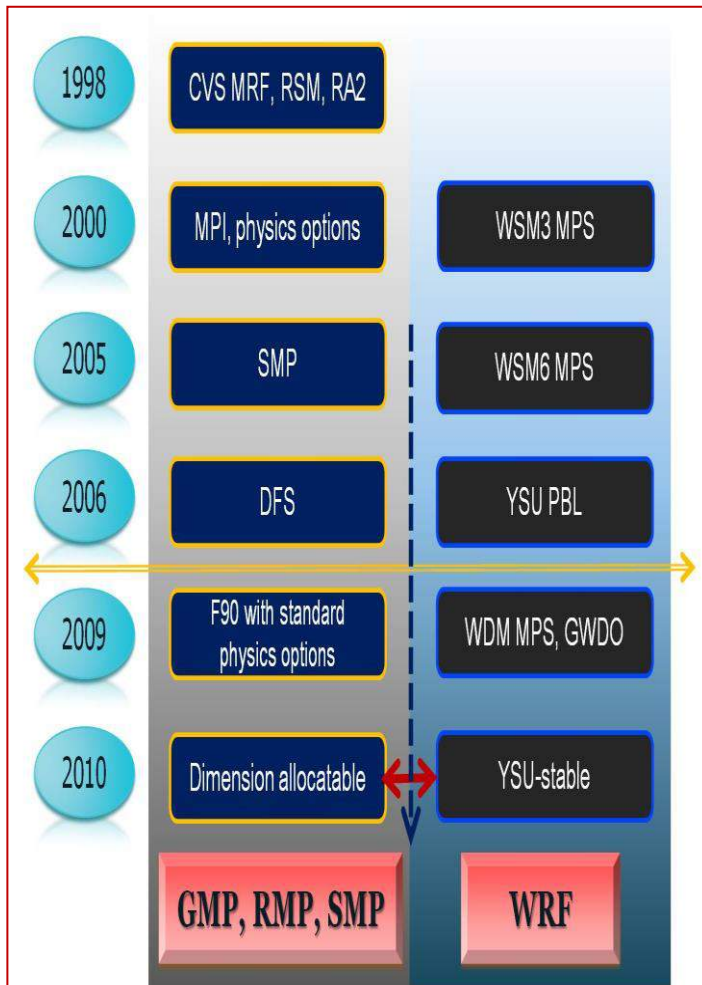 1998
CVS MRF, RSM, RA2
2000
MPI, physics options
WSM3 MPS
2005
SMP
WSM6 MPS
2006
DFS
YSU PBL
2009
F90 with standard
physics options
WDM MPS, GWDO
2010
Dimension allocatable
YSU-stable
GMP, RMP, SMP
WRF